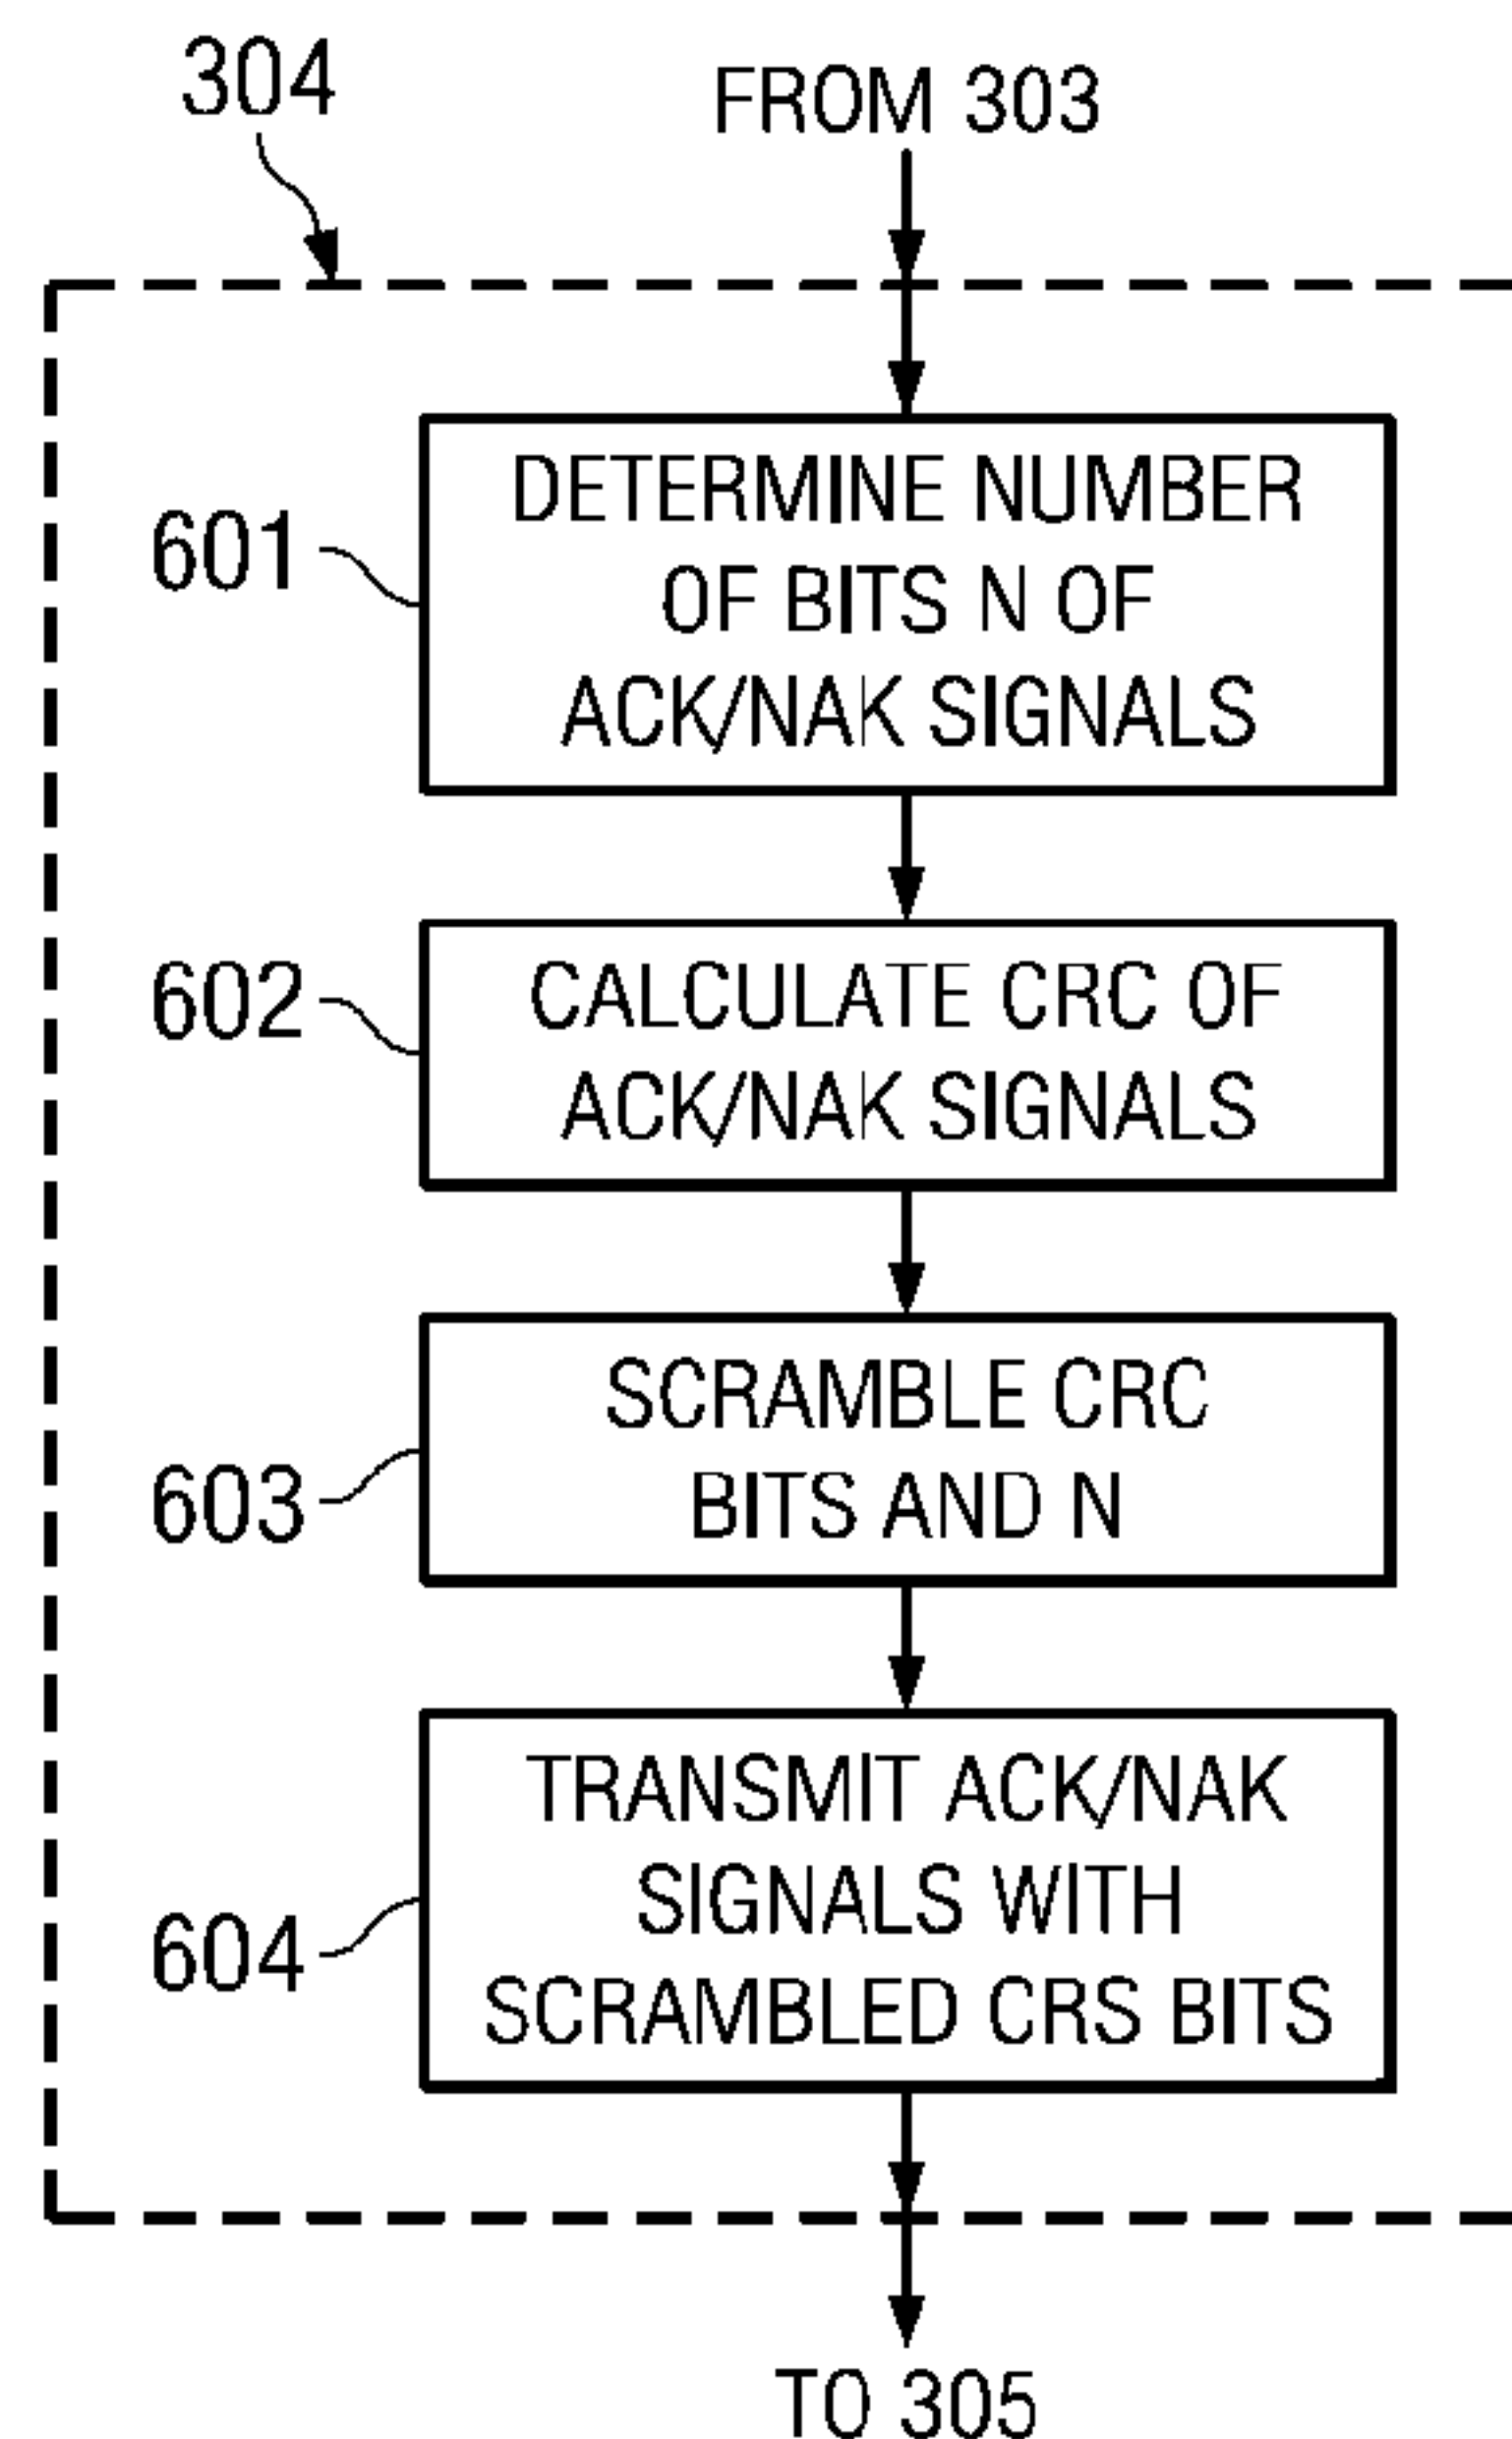 304
FROM 303
601
DETERMINE NUMBER
OF BITS N OF
ACK/NAK SIGNALS
602
CALCULATE CRC OF
ACK/NAK SIGNALS
603
SCRAMBLE CRC
BITS AND N
604
TRANSMIT ACK/NAK
SIGNALS WITH
SCRAMBLED CRS BITS
TO 305